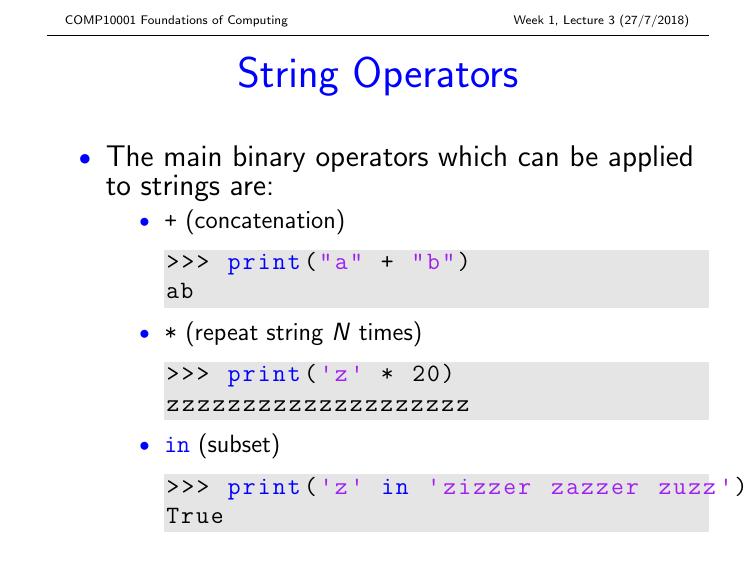 COMP10001 Foundations of Computing Week 1, Lecture 3 (27/7/2018)
String Operators
• The main binary operators which can be applied
to strings are:
• + (concatenation)
>>> print("a" + "b")
ab
• * (repeat string N times)
>>> print('z' * 20)
zzzzzzzzzzzzzzzzzzzz
• in (subset)
>>> print('z' in 'zizzer zazzer zuzz')
True